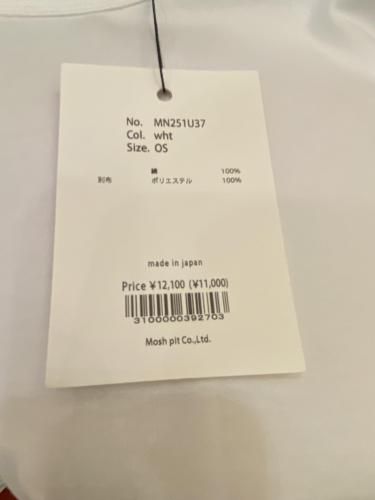 No. MN251U37
Col. wht
Size. OS
綿 100%
別布 ポリエステル 100%
made in japan
Price ¥12,100 (¥11,000)
3100000392703
Mosh pit Co.,Ltd.